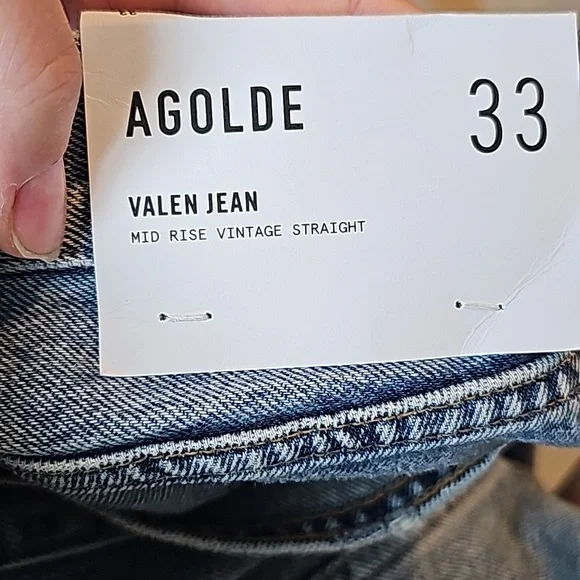 AGOLDE 33
VALEN JEAN
MID RISE VINTAGE STRAIGHT